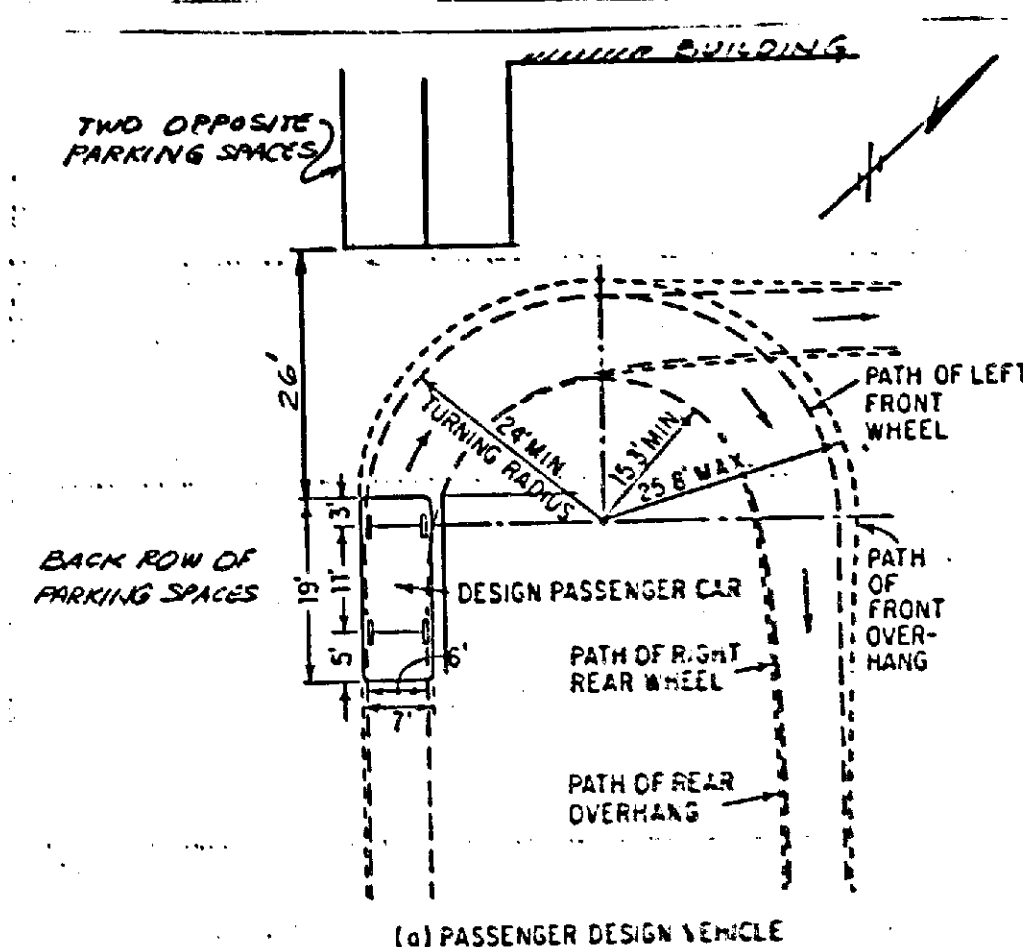 BUILDING
TWO OPPOSITE
PARKING SPACES
26'
PATH OF LEFT
FRONT
WHEEL
24' MIN.
TURNING RADIUS
15.3' MIN
25.8' MAX.
3'
BACK ROW OF
PARKING SPACES
19'
11'
DESIGN PASSENGER CAR
PATH
OF
FRONT
OVER-
HANG
5'
6'
7'
PATH OF RIGHT
REAR WHEEL
PATH OF REAR
OVERHANG
(a) PASSENGER DESIGN VEHICLE